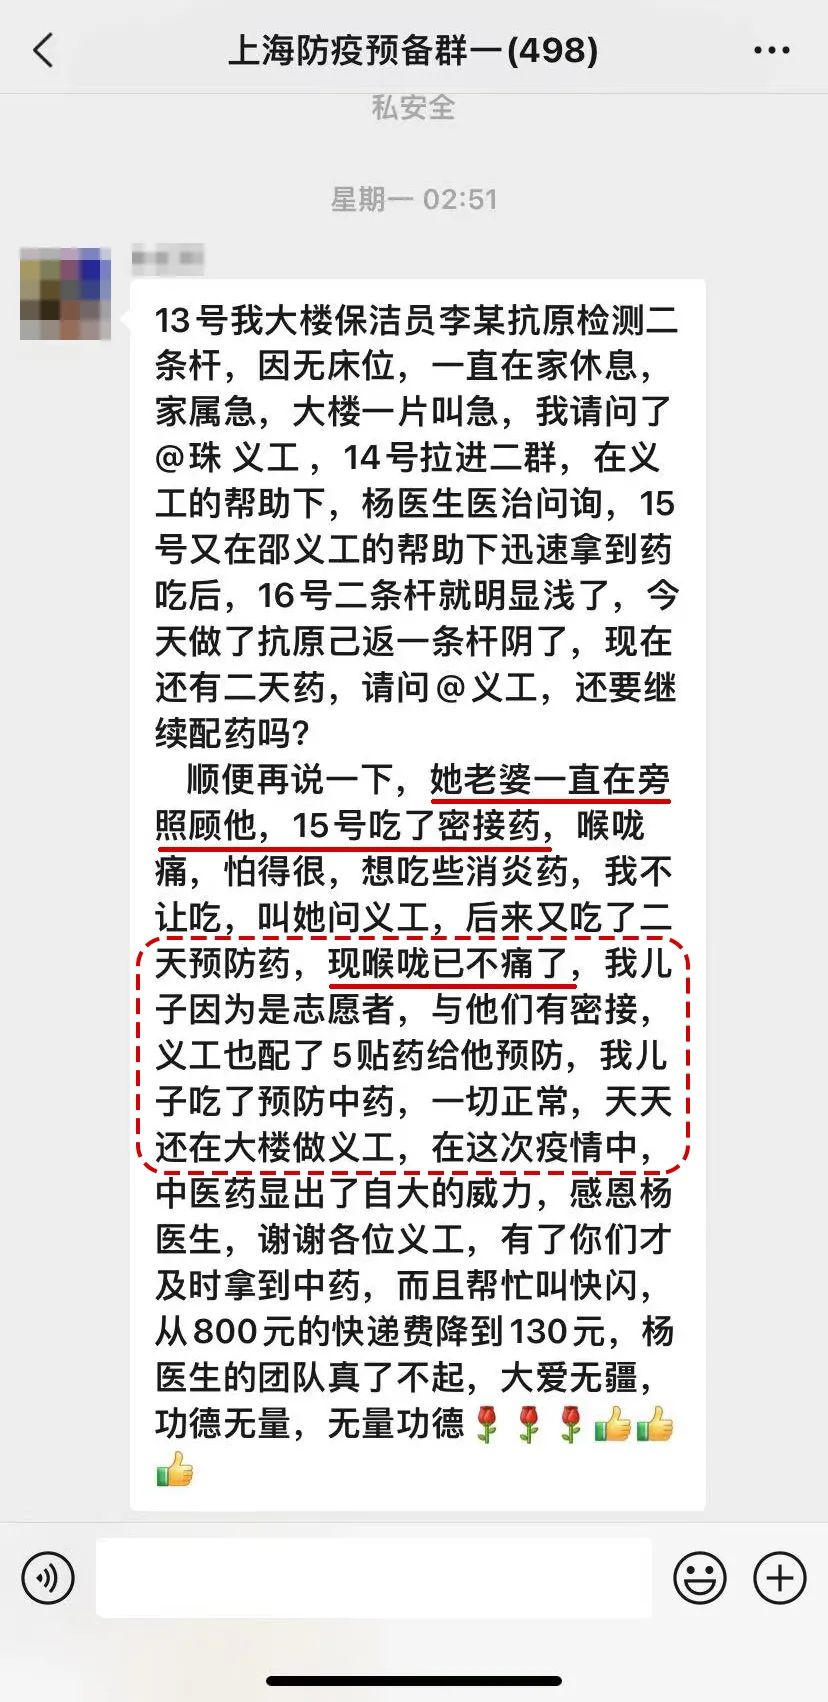 上海防疫预备群一(498)
私安全
星期一 02:51
13号我大楼保洁员李某抗原检测二
条杆，因无床位，一直在家休息，
家属急，大楼一片叫急，我请问了
@珠 义工 ，14号拉进二群，在义
工的帮助下，杨医生医治问询，15
号又在邵义工的帮助下迅速拿到药
吃后，16号二条杆就明显浅了，今
天做了抗原己返一条杆阴了，现在
还有二天药，请问@义工，还要继
续配药吗?
顺便再说一下，她老婆一直在旁
照顾他，15号吃了密接药，喉咙
痛，怕得很，想吃些消炎药，我不
让吃，叫她问义工，后来又吃了二
天预防药，现喉咙已不痛了，我儿
子因为是志愿者，与他们有密接，
义工也配了5贴药给他预防，我儿
子吃了预防中药，一切正常，天天
还在大楼做义工，在这次疫情中，
中医药显出了自大的威力，感恩杨
医生，谢谢各位义工，有了你们才
及时拿到中药，而且帮忙叫快闪，
从800元的快递费降到130元，杨
医生的团队真了不起，大爱无疆，
功德无量，无量功德🌹🌹🌹👍👍
👍